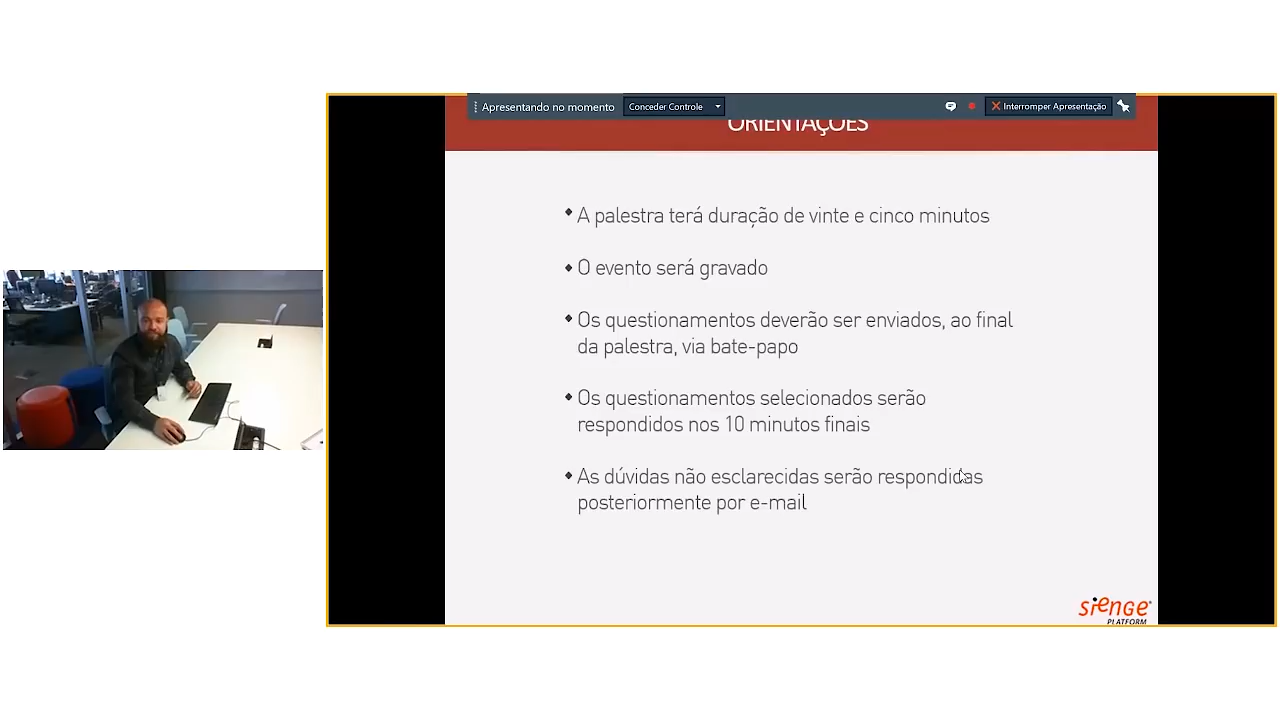 Apresentando no momento
Conceder Controle
Interromper Apresentação
ORIENTAÇÕES
• A palestra terá duração de vinte e cinco minutos
• O evento será gravado
• Os questionamentos deverão ser enviados, ao final
da palestra, via bate-papo
• Os questionamentos selecionados serão
respondidos nos 10 minutos finais
• As dúvidas não esclarecidas serão respondidas
posteriormente por e-mail
sienge
PLATFORM